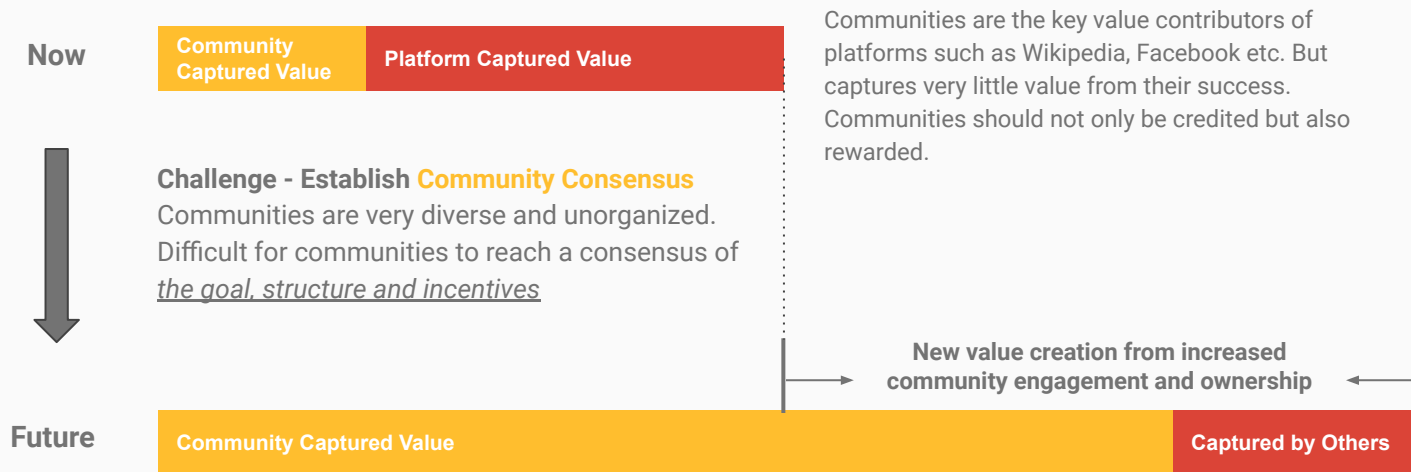 Now
Community
Captured Value
Platform Captured Value
Communities are the key value contributors of
platforms such as Wikipedia, Facebook etc. But
captures very little value from their success.
Communities should not only be credited but also
rewarded.
Challenge - Establish Community Consensus
Communities are very diverse and unorganized.
Difficult for communities to reach a consensus of
the goal, structure and incentives
New value creation from increased
community engagement and ownership
Future
Community Captured Value
Captured by Others